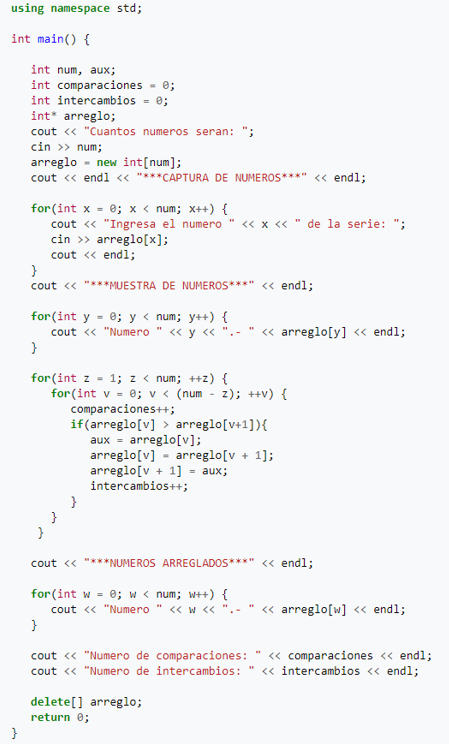 using namespace std;
int main() {
int num, aux;
int comparaciones = 0;
int intercambios = 0;
int* arreglo;
cout << "Cuantos numeros seran: ";
cin >> num;
arreglo = new int[num];
cout << endl << "***CAPTURA DE NUMEROS***" << endl;
for(int x = 0; x < num; x++) {
cout << "Ingresa el numero " << x << " de la serie: ";
cin >> arreglo[x];
cout << endl;
}
cout << "***MUESTRA DE NUMEROS***" << endl;
for(int y = 0; y < num; y++) {
cout << "Numero " << y << ".- " << arreglo[y] << endl;
}
for(int z = 1; z < num; ++z) {
for(int v = 0; v < (num - z); ++v) {
comparaciones++;
if(arreglo[v] > arreglo[v+1]){
aux = arreglo[v];
arreglo[v] = arreglo[v + 1];
arreglo[v + 1] = aux;
intercambios++;
}
}
}
cout << "***NUMEROS ARREGLADOS***" << endl;
for(int w = 0; w < num; w++) {
cout << "Numero " << w << ".- " << arreglo[w] << endl;
}
cout << "Numero de comparaciones: " << comparaciones << endl;
cout << "Numero de intercambios: " << intercambios << endl;
delete[] arreglo;
return 0;
}